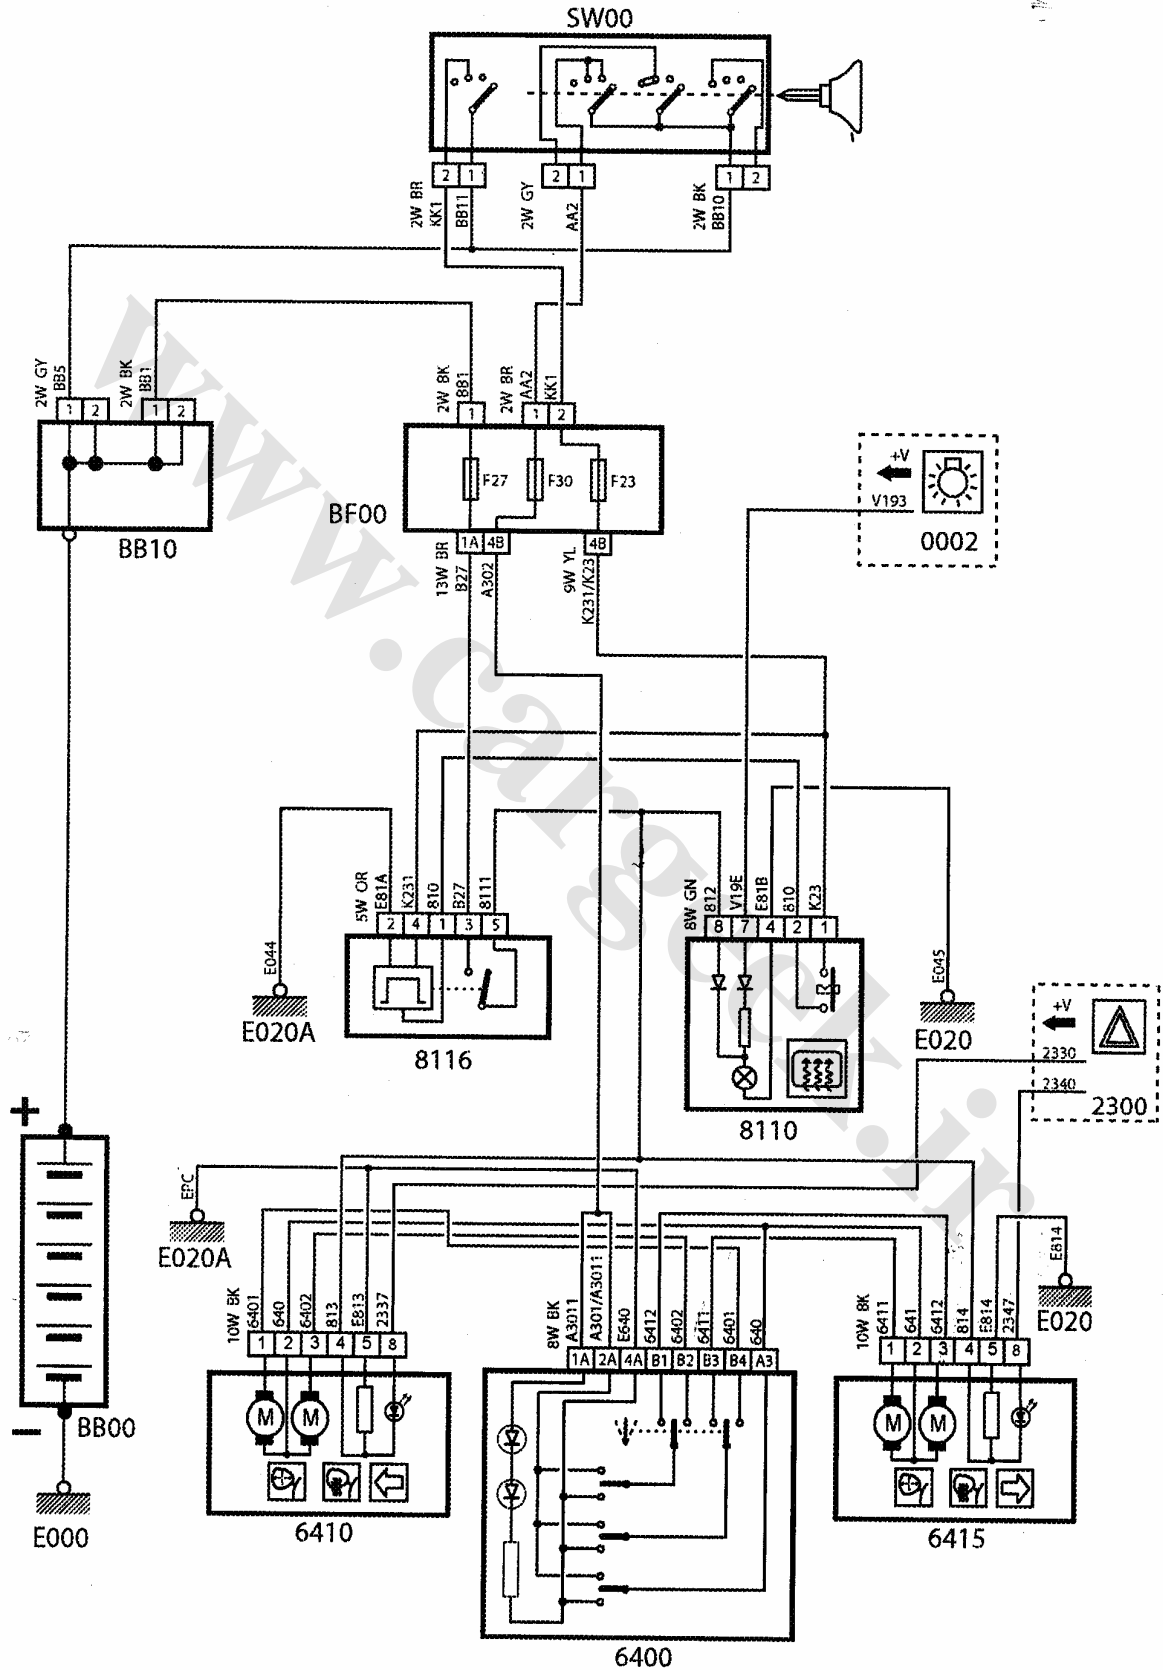 SW00
2 1
2 1
1 2
2W BR
KK1
BB11
2W GY
AA2
2W BK
BB10
2W GY
BB5
2W BK
BB1
2W BK
BB1
2W BR
AA2
KK1
1 2
1 2
1
1 2
F27
F30
F23
BF00
BB10
+V
V193
0002
1A 4B
4B
13W BR
B27
A302
9W YL
K231/K23
5W OR
E81A
K231
810
B27
8111
2 4 1 3 5
8W GN
812
V19E
E81B
810
K23
8 7 4 2 1
E044
E020A
8116
E045
E020
8110
+V
2330
2340
2300
+
BB00
−
E000
EPC
E020A
10W BK
6401
640
6402
813
E813
2337
1 2 3 4 5 8
M M
6410
8W BK
A3011
A301/A3011
E640
6412
6402
6411
6401
640
1A 2A 4A B1 B2 B3 B4 A3
6400
10W BK
6411
641
6412
814
E814
2347
1 2 3 4 5 8
M M
6415
E814
E020
www.cargeek.ir